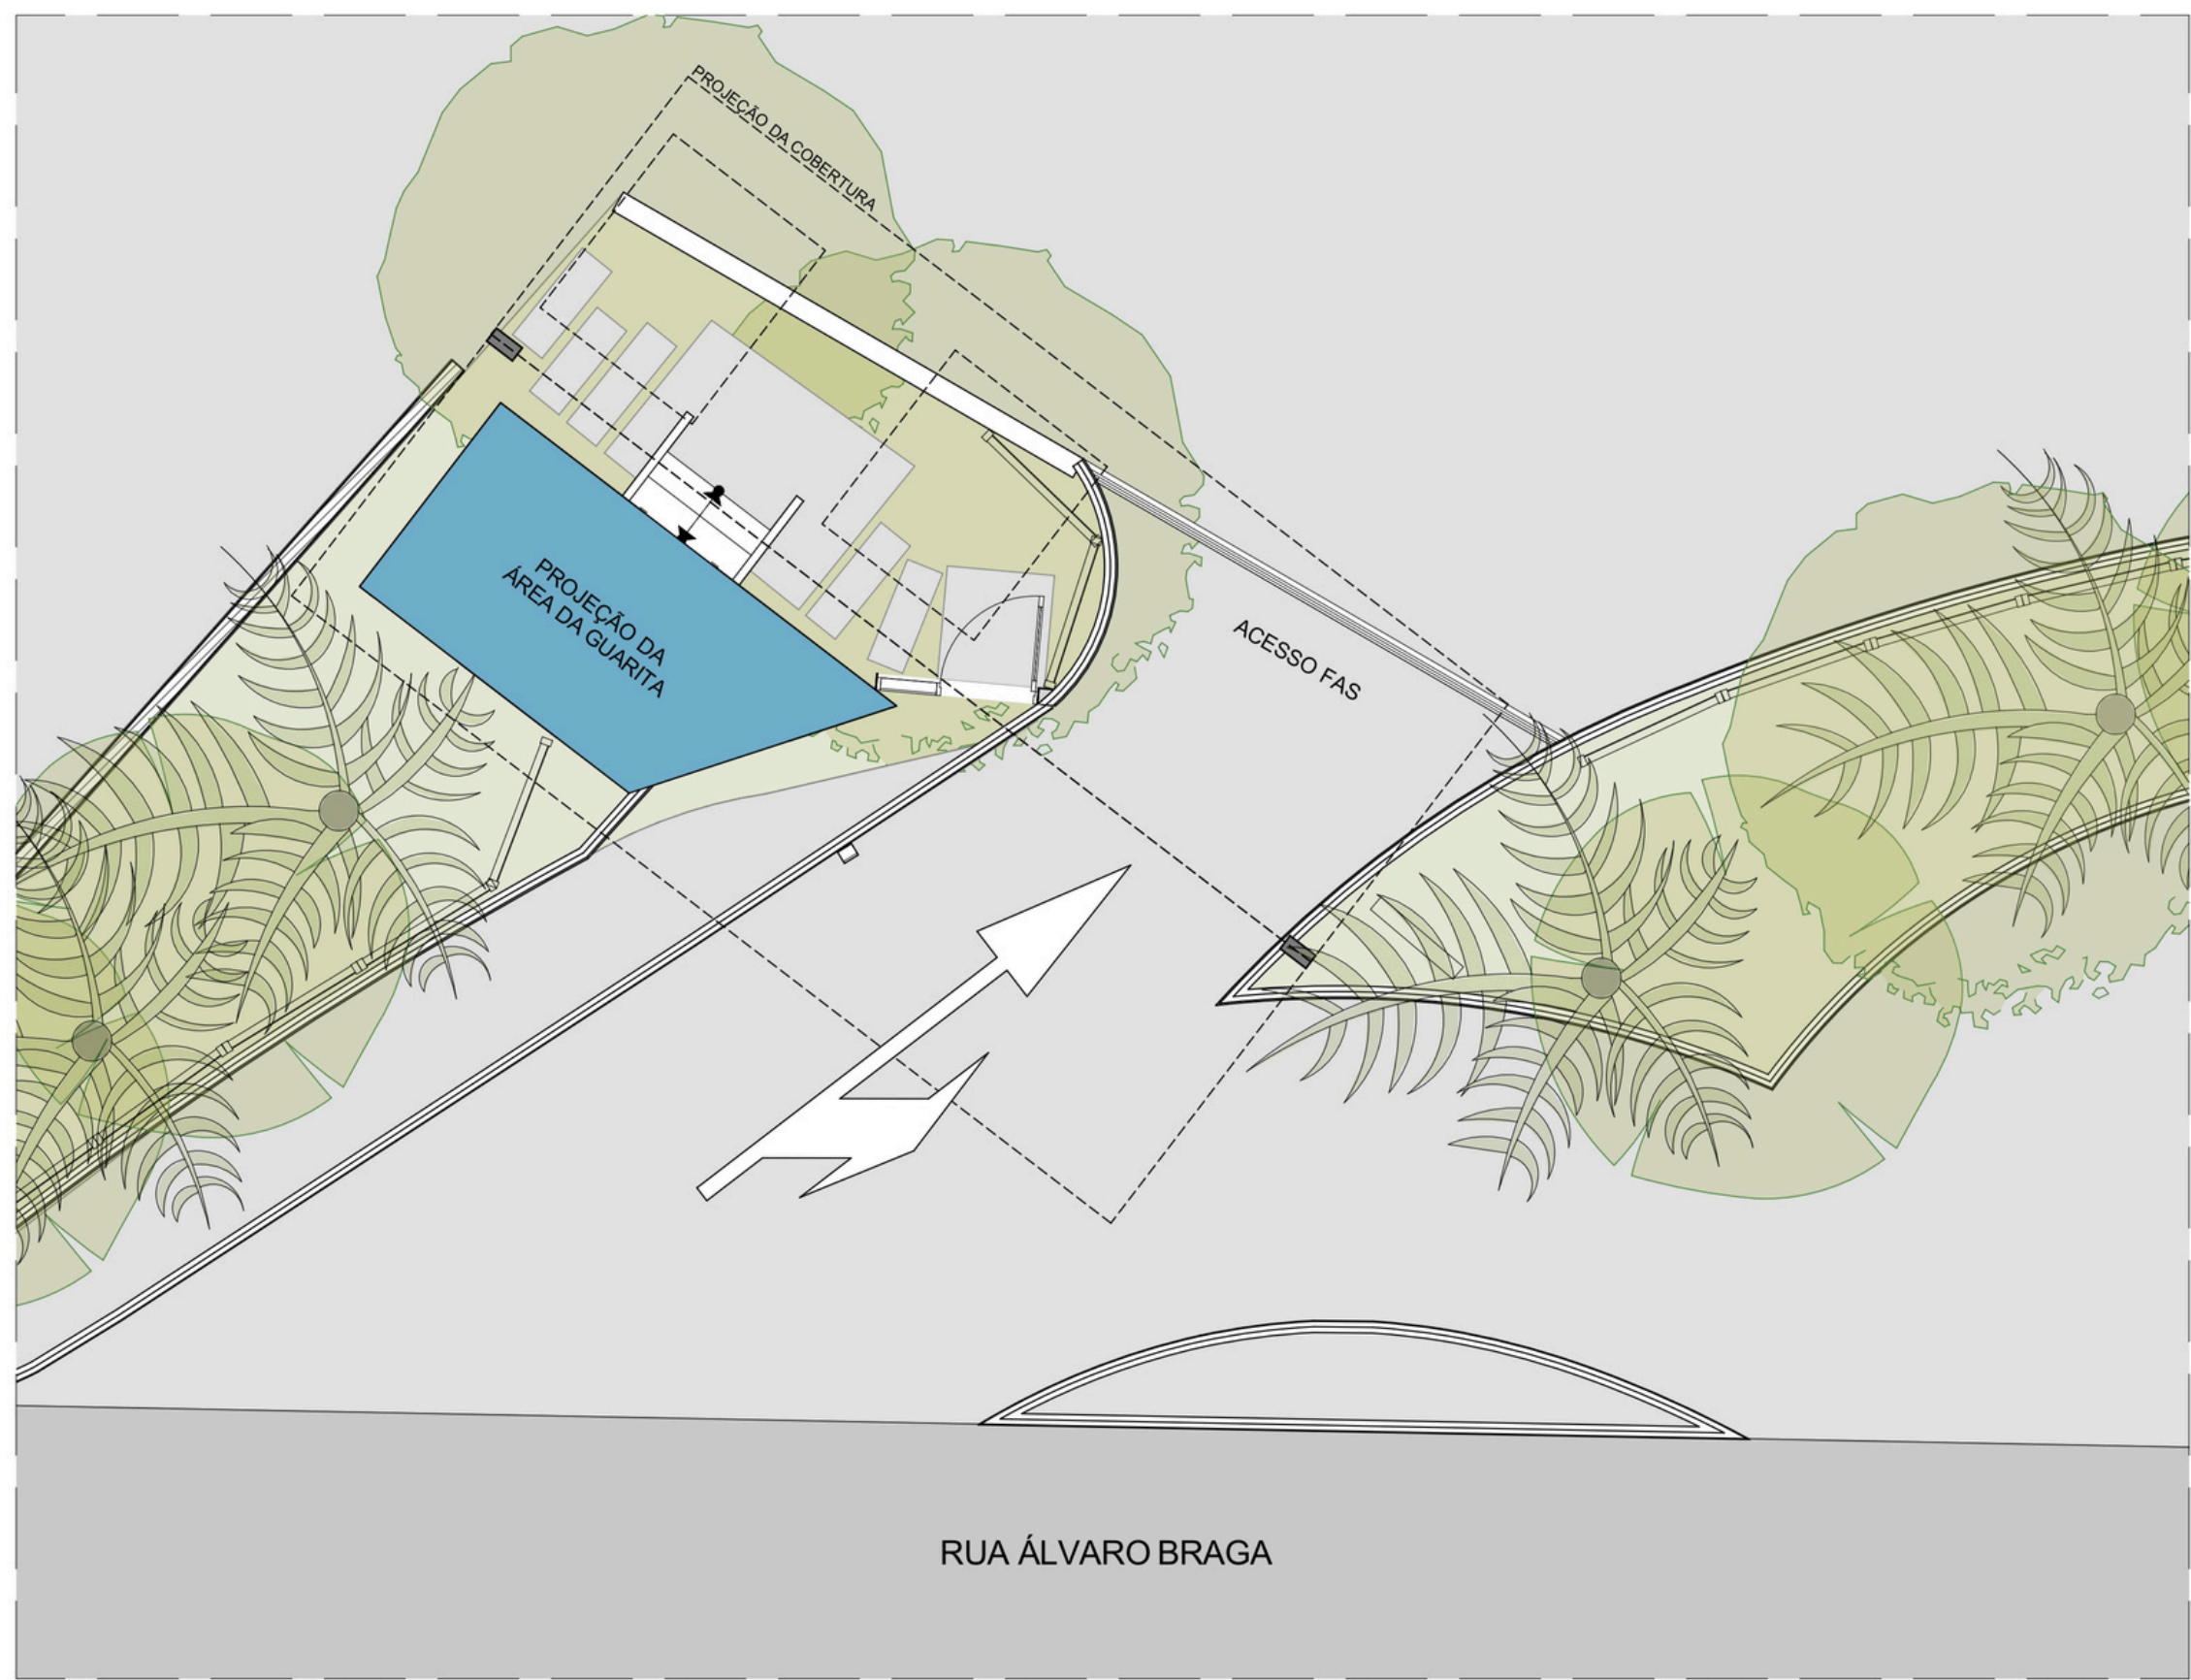 PROJEÇÃO DA COBERTURA
PROJEÇÃO DA
ÁREA DA GUARITA
ACESSO FAS
RUA ÁLVARO BRAGA